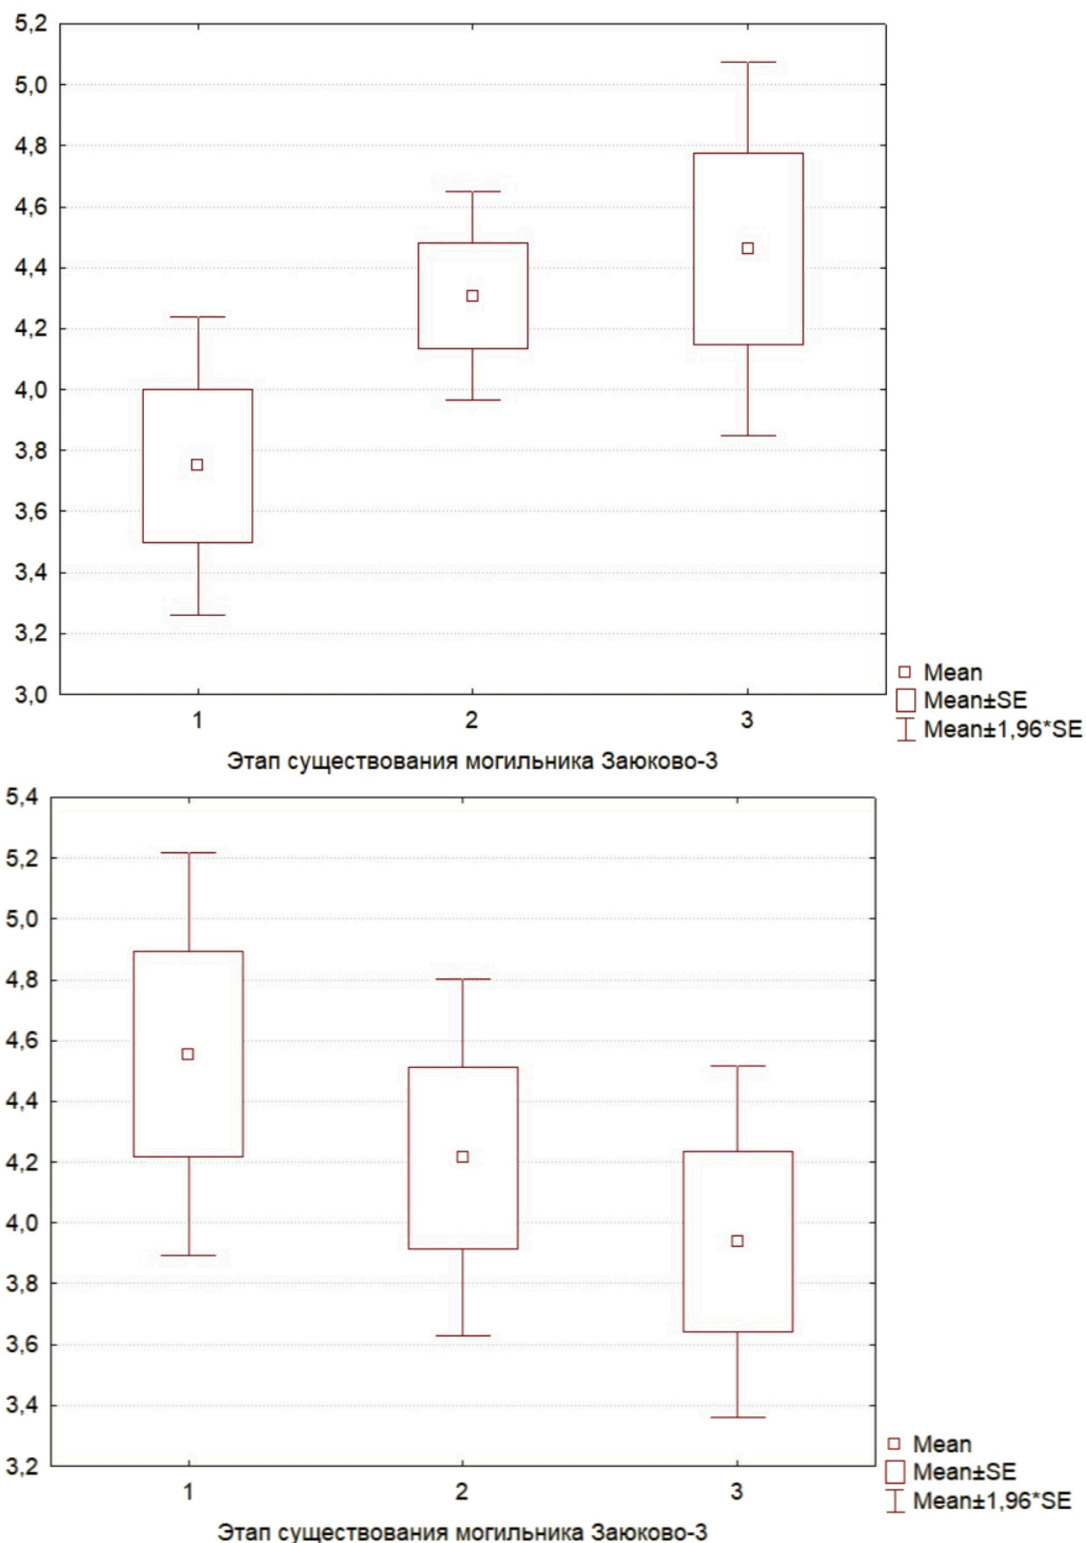 5,2
5,0
4,8
4,6
4,4
4,2
4,0
3,8
3,6
3,4
3,2
3,0
1 2 3
Mean
Mean±SE
Mean±1,96*SE
Этап существования могильника Заюково-3
5,4
5,2
5,0
4,8
4,6
4,4
4,2
4,0
3,8
3,6
3,4
3,2
1 2 3
Mean
Mean±SE
Mean±1,96*SE
Этап существования могильника Заюково-3